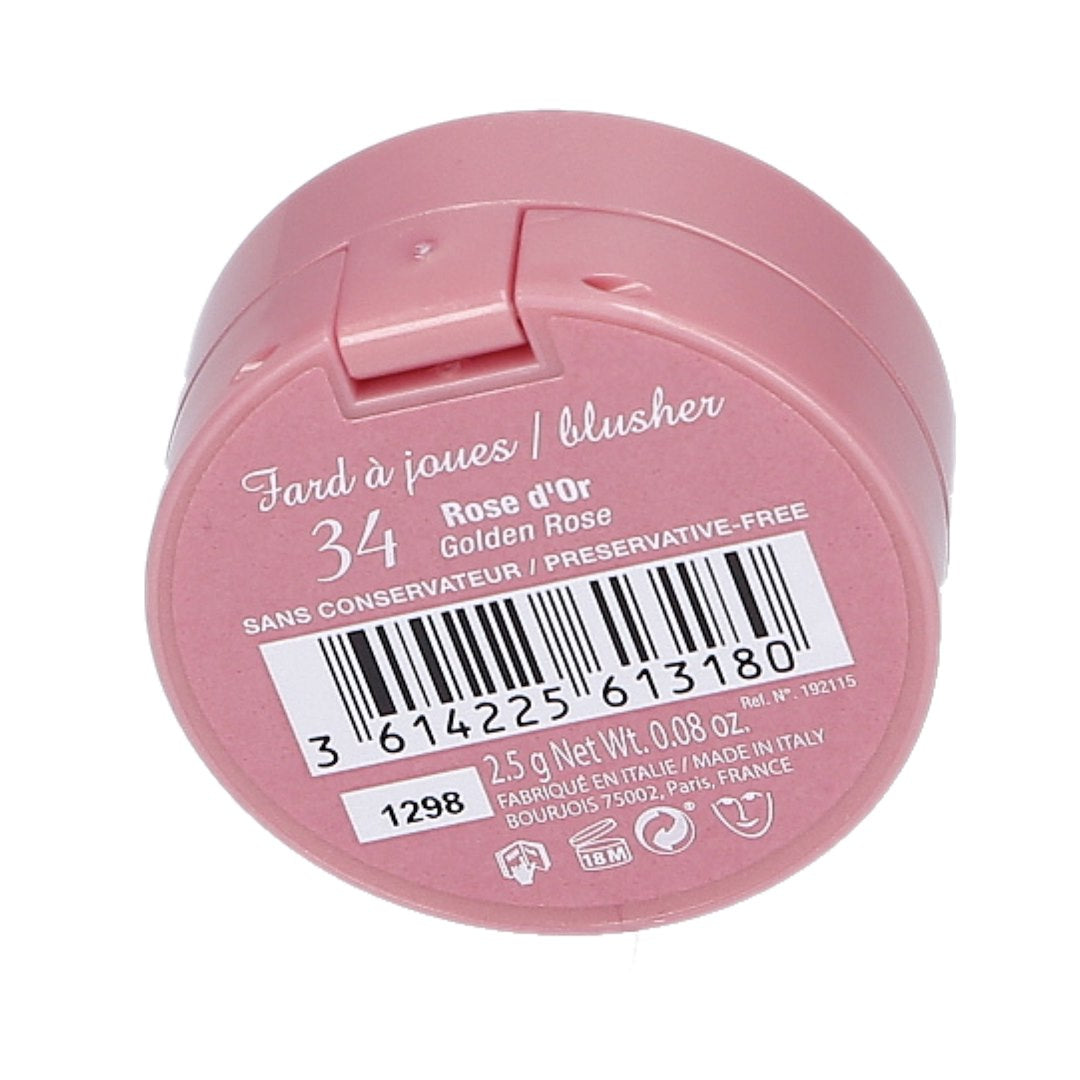 Fard à joues / blusher
34 Rose d'Or
Golden Rose
SANS CONSERVATEUR / PRESERVATIVE-FREE
3 614225 613180
Ref. N°. 192115
2.5 g Net Wt. 0.08 oz.
FABRIQUÉ EN ITALIE / MADE IN ITALY
BOURJOIS 75002, Paris, FRANCE
1298
18M